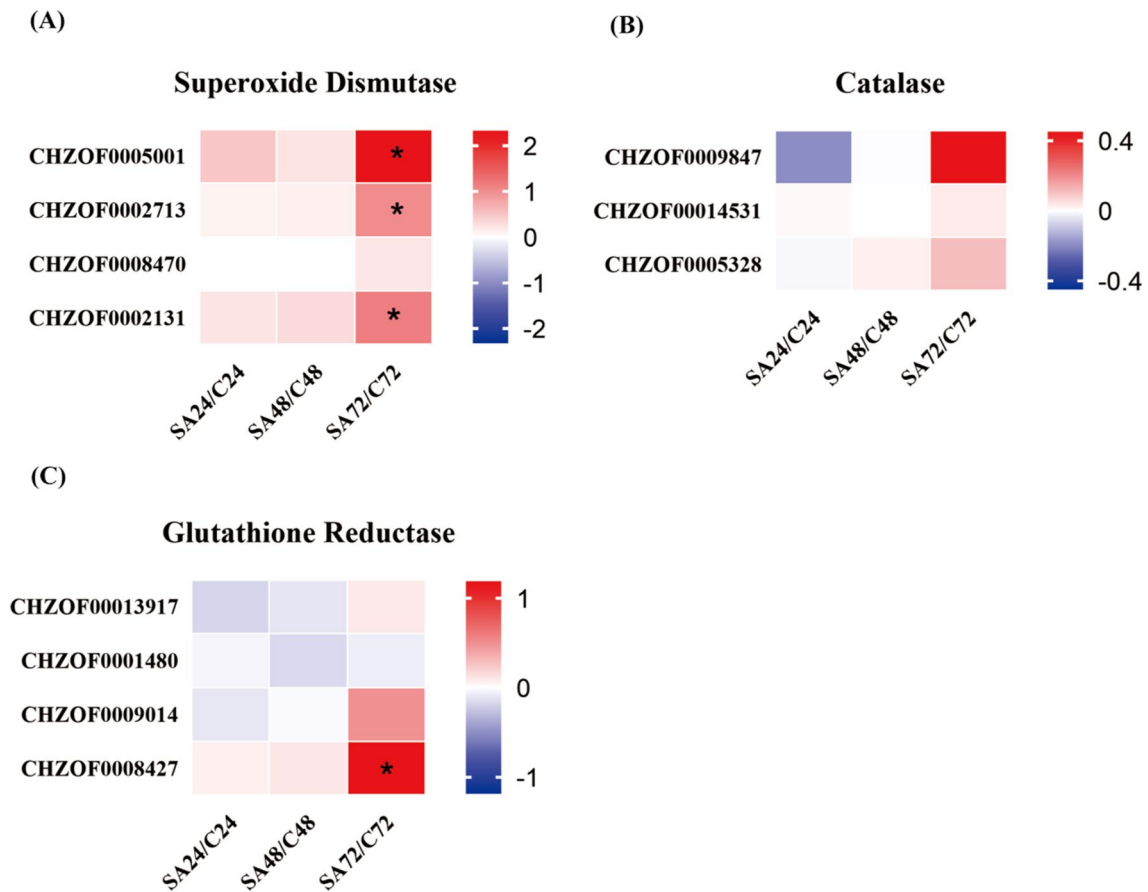 (A)
Superoxide Dismutase
CHZOF0005001
CHZOF0002713
CHZOF0008470
CHZOF0002131
*
*
*
2
1
0
-1
-2
SA24/C24
SA48/C48
SA72/C72
(B)
Catalase
CHZOF0009847
CHZOF00014531
CHZOF0005328
0.4
0
-0.4
SA24/C24
SA48/C48
SA72/C72
(C)
Glutathione Reductase
CHZOF00013917
CHZOF0001480
CHZOF0009014
CHZOF0008427
*
1
0
-1
SA24/C24
SA48/C48
SA72/C72